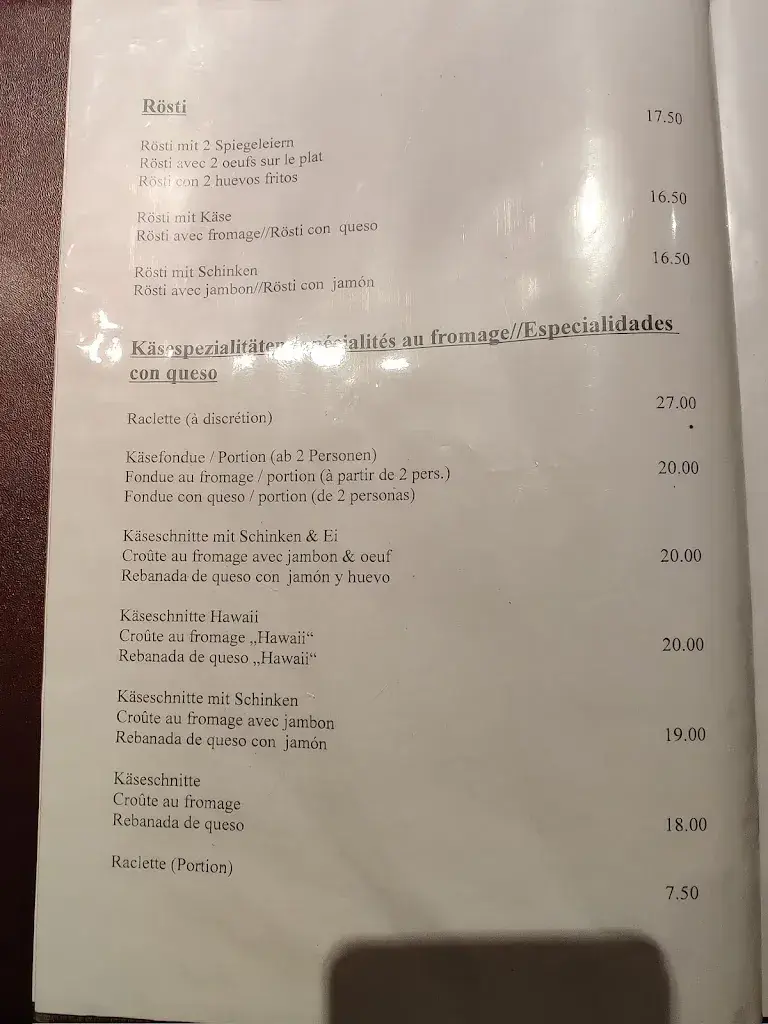 Rösti
17.50
Rösti mit 2 Spiegeleiern
Rösti avec 2 oeufs sur le plat
Rösti con 2 huevos fritos
16.50
Rösti mit Käse
Rösti avec fromage//Rösti con queso
16.50
Rösti mit Schinken
Rösti avec jambon//Rösti con jamón
Käsespezialitäten au fromage//Especialidades
con queso
27.00
Raclette (à discrétion)
Käsefondue / Portion (ab 2 Personen)
Fondue au fromage / portion (à partir de 2 pers.) 20.00
Fondue con queso / portion (de 2 personas)
Käseschnitte mit Schinken & Ei
Croûte au fromage avec jambon & oeuf 20.00
Rebanada de queso con jamón y huevo
Käseschnitte Hawaii
Croûte au fromage „Hawaii“ 20.00
Rebanada de queso „Hawaii“
Käseschnitte mit Schinken
Croûte au fromage avec jambon
Rebanada de queso con jamón 19.00
Käseschnitte
Croûte au fromage
Rebanada de queso 18.00
Raclette (Portion)
7.50